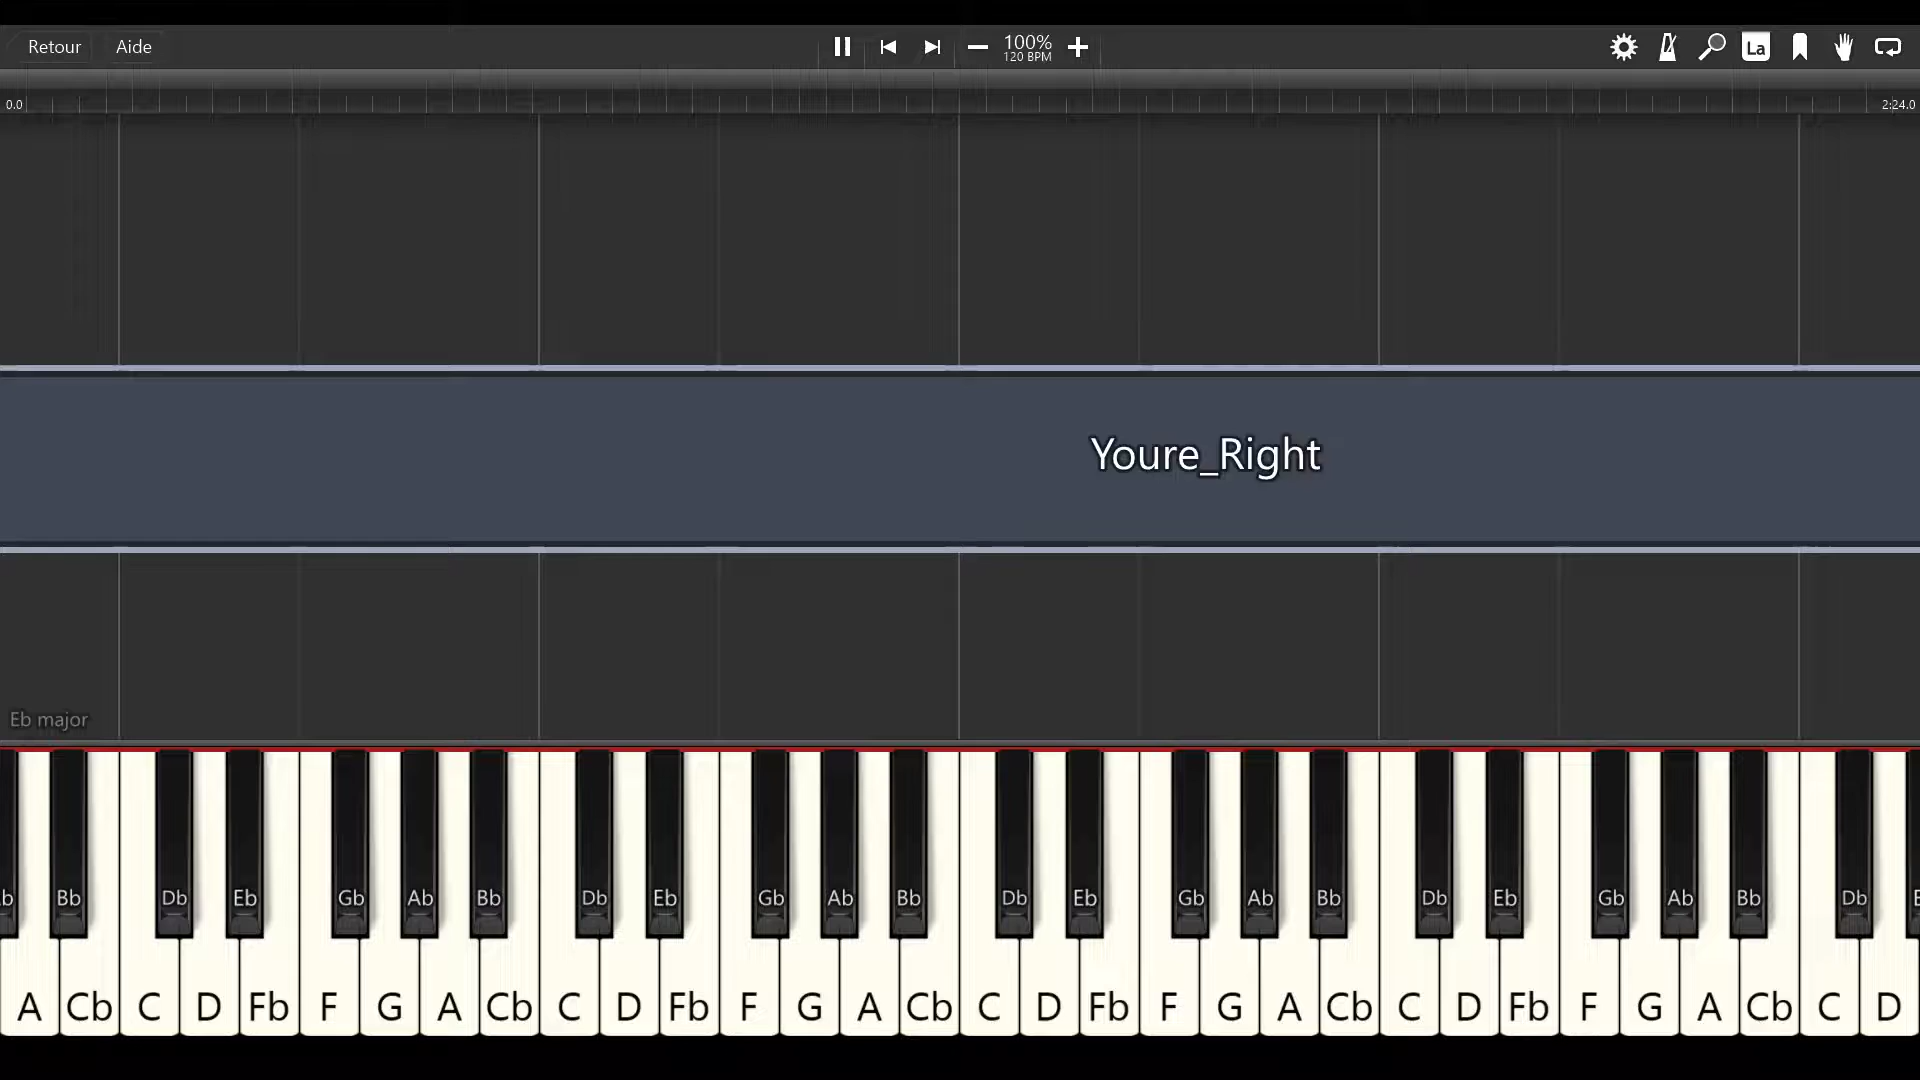 Retour Aide 100% La
120 BPM
0.0 2:24.0
Youre_Right
Eb major
b Bb Db Eb Gb Ab Bb Db Eb Gb Ab Bb Db Eb Gb Ab Bb Db Eb Gb Ab Bb Db E
A Cb C D Fb F G A Cb C D Fb F G A Cb C D Fb F G A Cb C D Fb F G A Cb C D